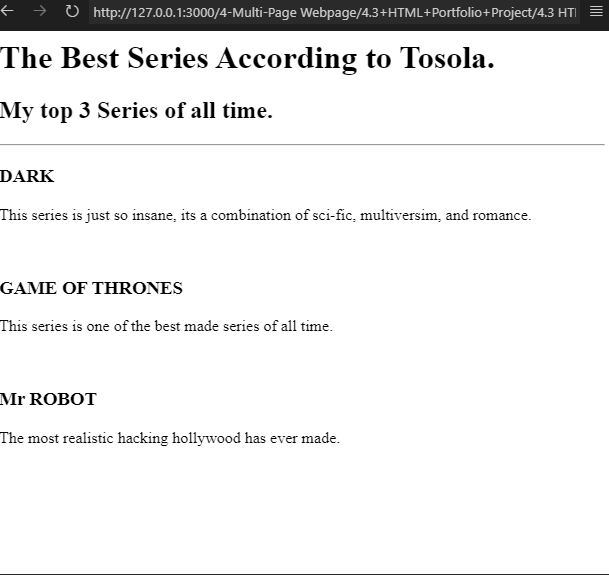 http://127.0.0.1:3000/4-Multi-Page Webpage/4.3+HTML+Portfolio+Project/4.3 HTI
The Best Series According to Tosola.
My top 3 Series of all time.
DARK
This series is just so insane, its a combination of sci-fic, multiversim, and romance.
GAME OF THRONES
This series is one of the best made series of all time.
Mr ROBOT
The most realistic hacking hollywood has ever made.